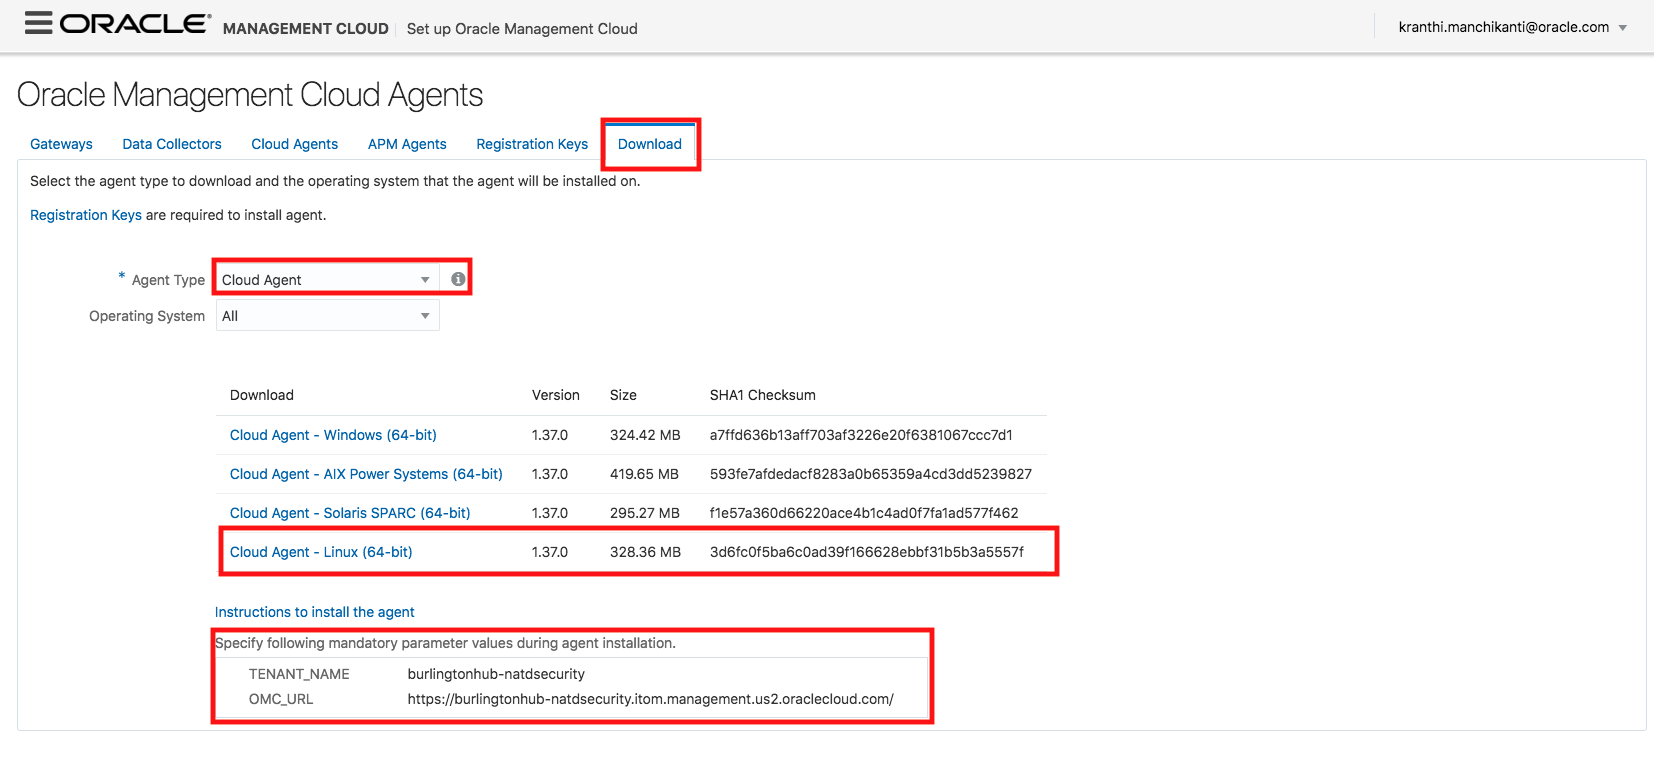 ORACLE® MANAGEMENT CLOUD Set up Oracle Management Cloud kranthi.manchikanti@oracle.com
Oracle Management Cloud Agents
Gateways Data Collectors Cloud Agents APM Agents Registration Keys Download
Select the agent type to download and the operating system that the agent will be installed on.
Registration Keys are required to install agent.
* Agent Type Cloud Agent i
Operating System All
Download Version Size SHA1 Checksum
Cloud Agent - Windows (64-bit) 1.37.0 324.42 MB a7ffd636b13aff703af3226e20f6381067ccc7d1
Cloud Agent - AIX Power Systems (64-bit) 1.37.0 419.65 MB 593fe7afdedacf8283a0b65359a4cd3dd5239827
Cloud Agent - Solaris SPARC (64-bit) 1.37.0 295.27 MB f1e57a360d66220ace4b1c4ad0f7fa1ad577f462
Cloud Agent - Linux (64-bit) 1.37.0 328.36 MB 3d6fc0f5ba6c0ad39f166628ebbf31b5b3a5557f
Instructions to install the agent
Specify following mandatory parameter values during agent installation.
TENANT_NAME burlingtonhub-natdsecurity
OMC_URL https://burlingtonhub-natdsecurity.itom.management.us2.oraclecloud.com/